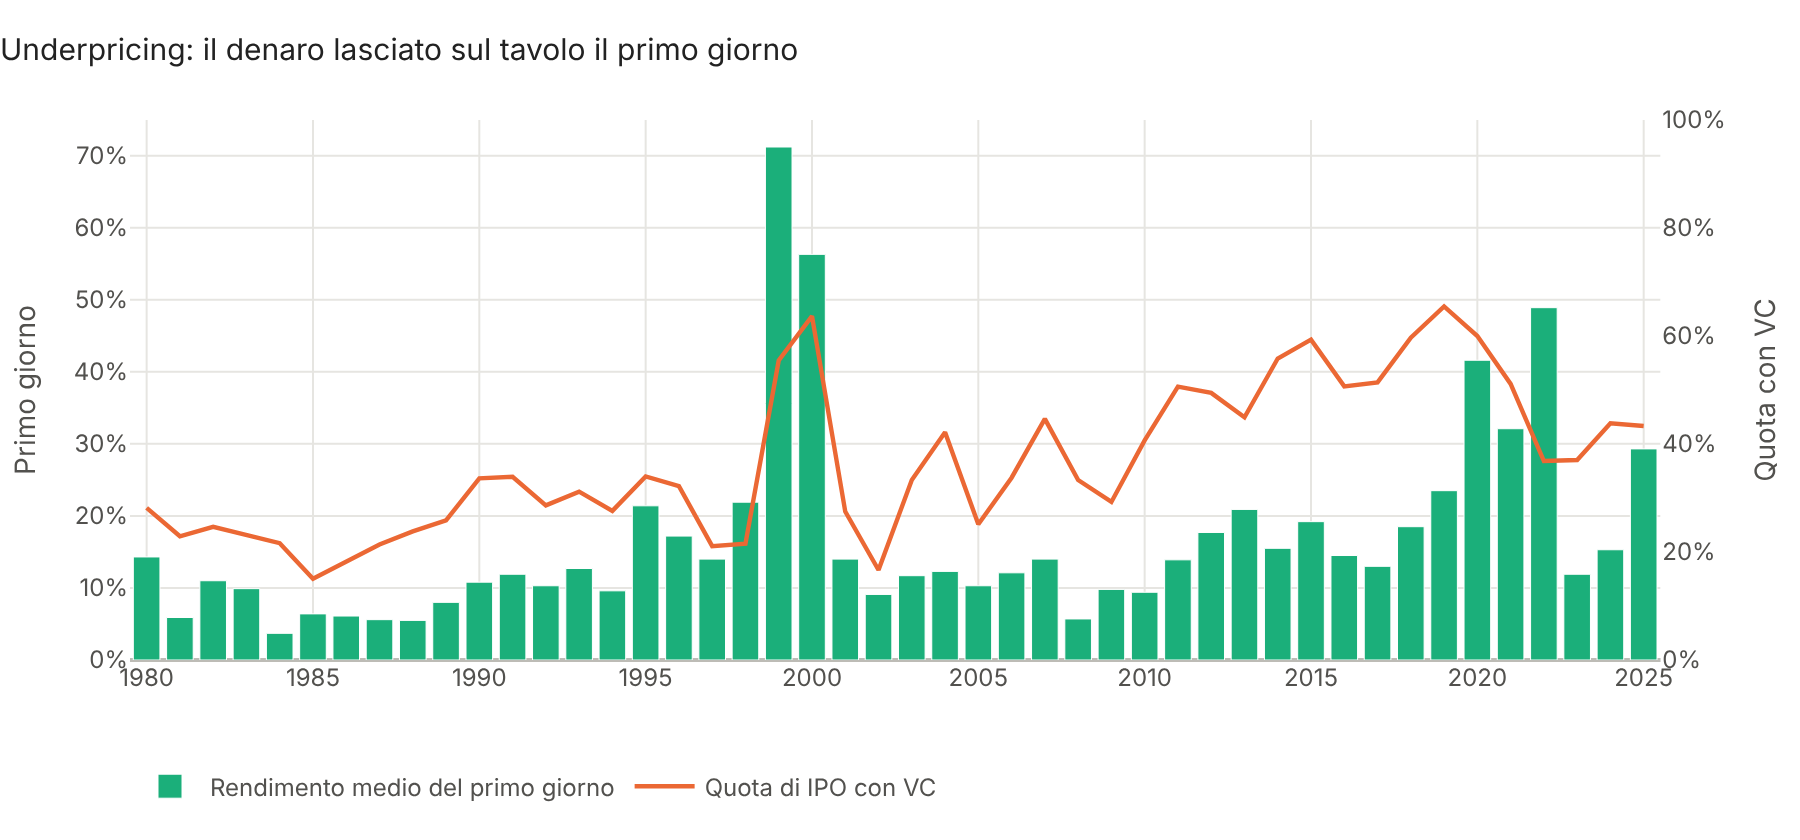 Underpricing: il denaro lasciato sul tavolo il primo giorno
100%
70%
60%
80%
50%
60%
40%
30%
40%
20%
20%
10%
0%
0%
Primo giorno
Quota con VC
1980 1985 1990 1995 2000 2005 2010 2015 2020 2025
Rendimento medio del primo giorno Quota di IPO con VC